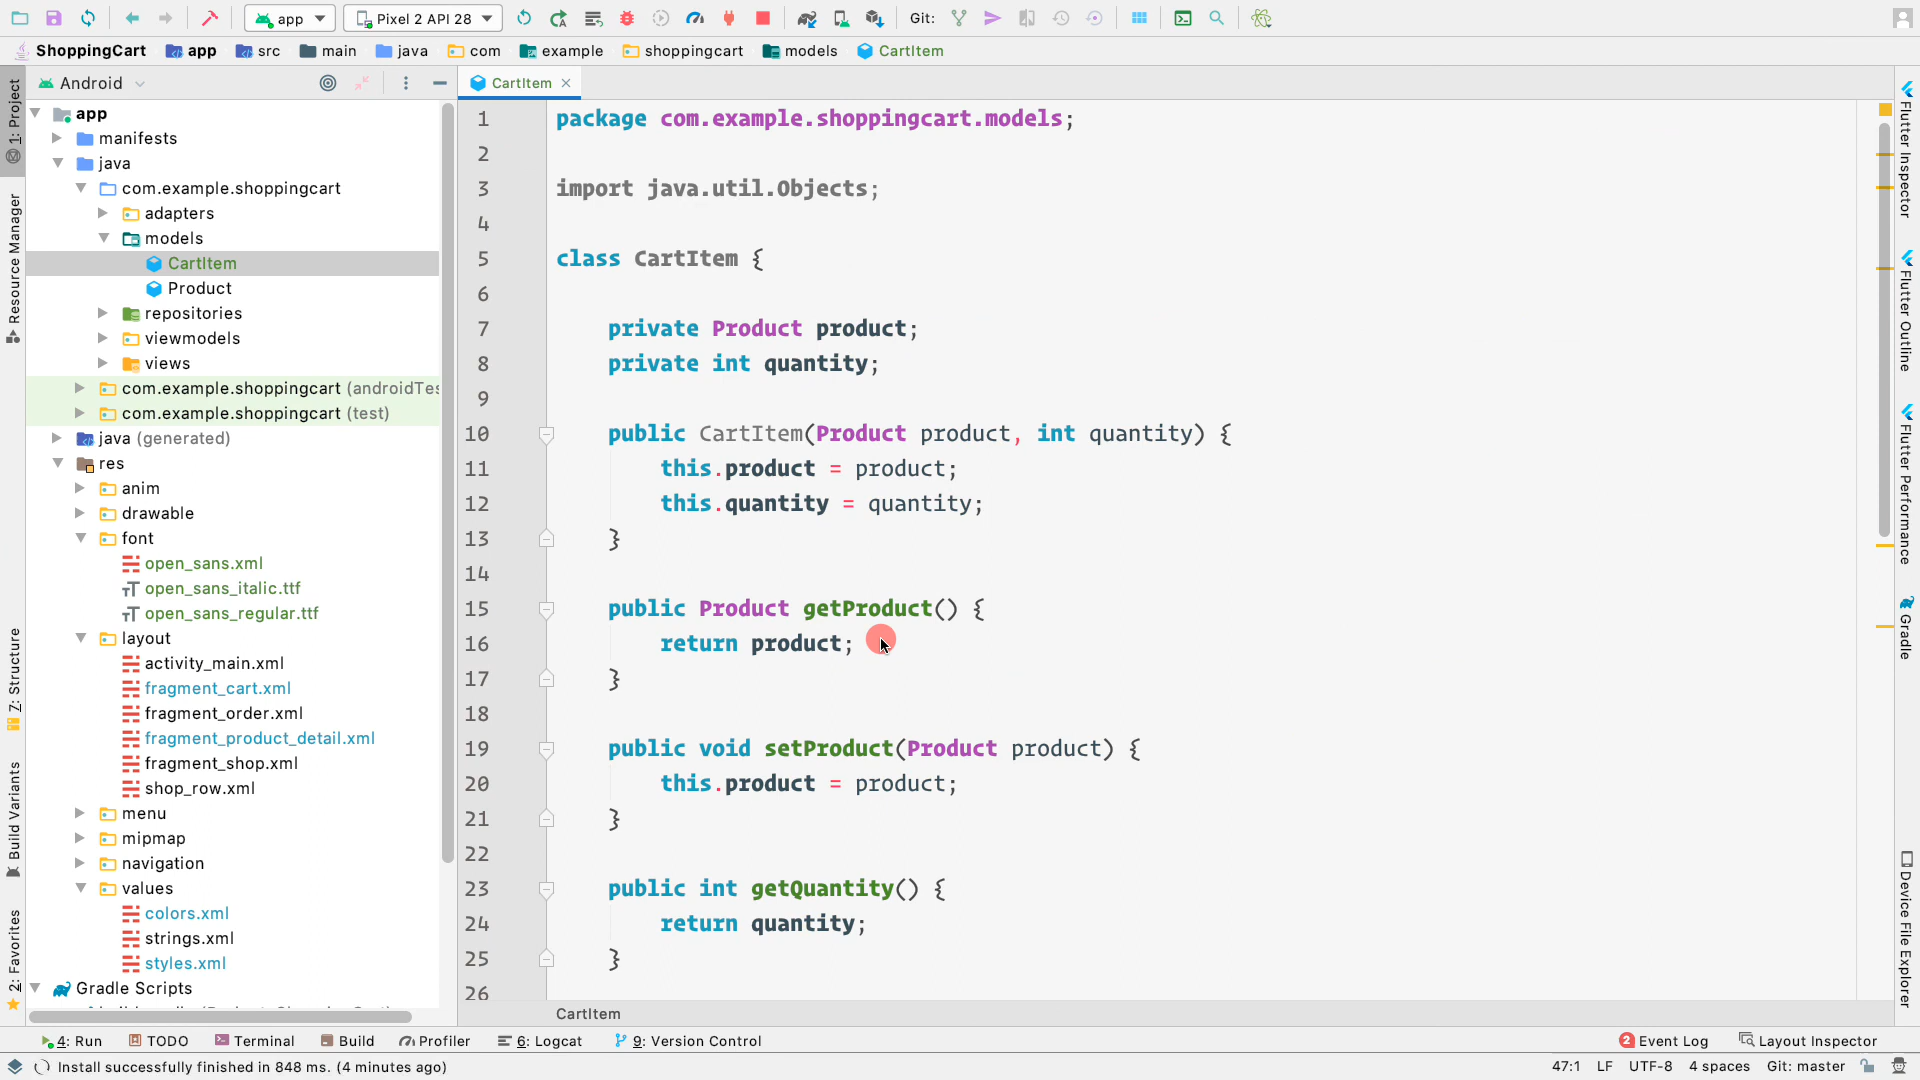 app
Pixel 2 API 28
Git:
ShoppingCart app src main java com example shoppingcart models CartItem
Android
CartItem
1: Project
Resource Manager
7: Structure
Build Variants
2: Favorites
app
manifests
java
com.example.shoppingcart
adapters
models
CartItem
Product
repositories
viewmodels
views
com.example.shoppingcart (androidTes
com.example.shoppingcart (test)
java (generated)
res
anim
drawable
font
open_sans.xml
open_sans_italic.ttf
open_sans_regular.ttf
layout
activity_main.xml
fragment_cart.xml
fragment_order.xml
fragment_product_detail.xml
fragment_shop.xml
shop_row.xml
menu
mipmap
navigation
values
colors.xml
strings.xml
styles.xml
Gradle Scripts
1 package com.example.shoppingcart.models;
2
3 import java.util.Objects;
4
5 class CartItem {
6
7 private Product product;
8 private int quantity;
9
10 public CartItem(Product product, int quantity) {
11 this.product = product;
12 this.quantity = quantity;
13 }
14
15 public Product getProduct() {
16 return product;
17 }
18
19 public void setProduct(Product product) {
20 this.product = product;
21 }
22
23 public int getQuantity() {
24 return quantity;
25 }
26
CartItem
Flutter Inspector
Flutter Outline
Flutter Performance
Gradle
Device File Explorer
4: Run TODO Terminal Build Profiler 6: Logcat 9: Version Control 2 Event Log Layout Inspector
Install successfully finished in 848 ms. (4 minutes ago) 47:1 LF UTF-8 4 spaces Git: master